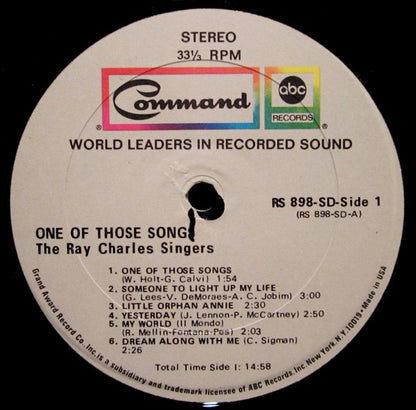 STEREO
33⅓ RPM
Command
®
abc
RECORDS
®
WORLD LEADERS IN RECORDED SOUND
RS 898-SD-Side 1
(RS 898-SD-A)
ONE OF THOSE SONGS
The Ray Charles Singers
1. ONE OF THOSE SONGS
(W. Holt-G. Calvi) 1:54
2. SOMEONE TO LIGHT UP MY LIFE
(G. Lees-V. DeMoraes-A. C. Jobim) 3:00
3. LITTLE ORPHAN ANNIE 2:30
4. YESTERDAY (J. Lennon-P. McCartney) 2:50
5. MY WORLD (Il Mondo)
(R. Mellin-Fontana-Pes) 2:03
6. DREAM ALONG WITH ME (C. Sigman)
2:26
Total Time Side I: 14:58
Grand Award Record Co. Inc. is a subsidiary and trademark licensee of ABC Records Inc. New York, N.Y. 10019 • Made in USA